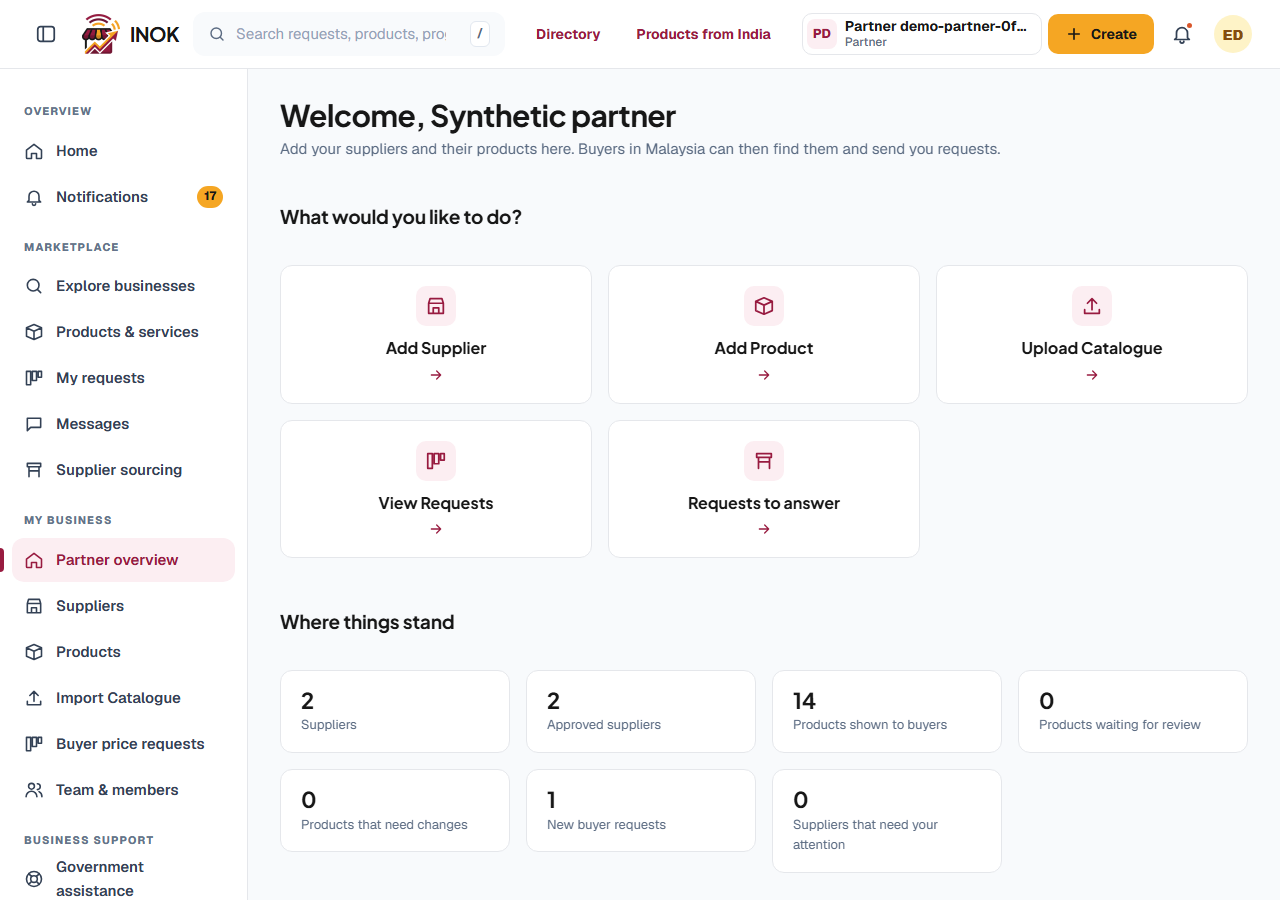 INOK
Search requests, products, pro
/
Directory
Products from India
PD
Partner demo-partner-0f...
Partner
Create
ED
OVERVIEW
Home
Notifications
17
MARKETPLACE
Explore businesses
Products & services
My requests
Messages
Supplier sourcing
MY BUSINESS
Partner overview
Suppliers
Products
Import Catalogue
Buyer price requests
Team & members
BUSINESS SUPPORT
Government
assistance
Welcome, Synthetic partner
Add your suppliers and their products here. Buyers in Malaysia can then find them and send you requests.
What would you like to do?
Add Supplier
Add Product
Upload Catalogue
View Requests
Requests to answer
Where things stand
2
Suppliers
2
Approved suppliers
14
Products shown to buyers
0
Products waiting for review
0
Products that need changes
1
New buyer requests
0
Suppliers that need your
attention